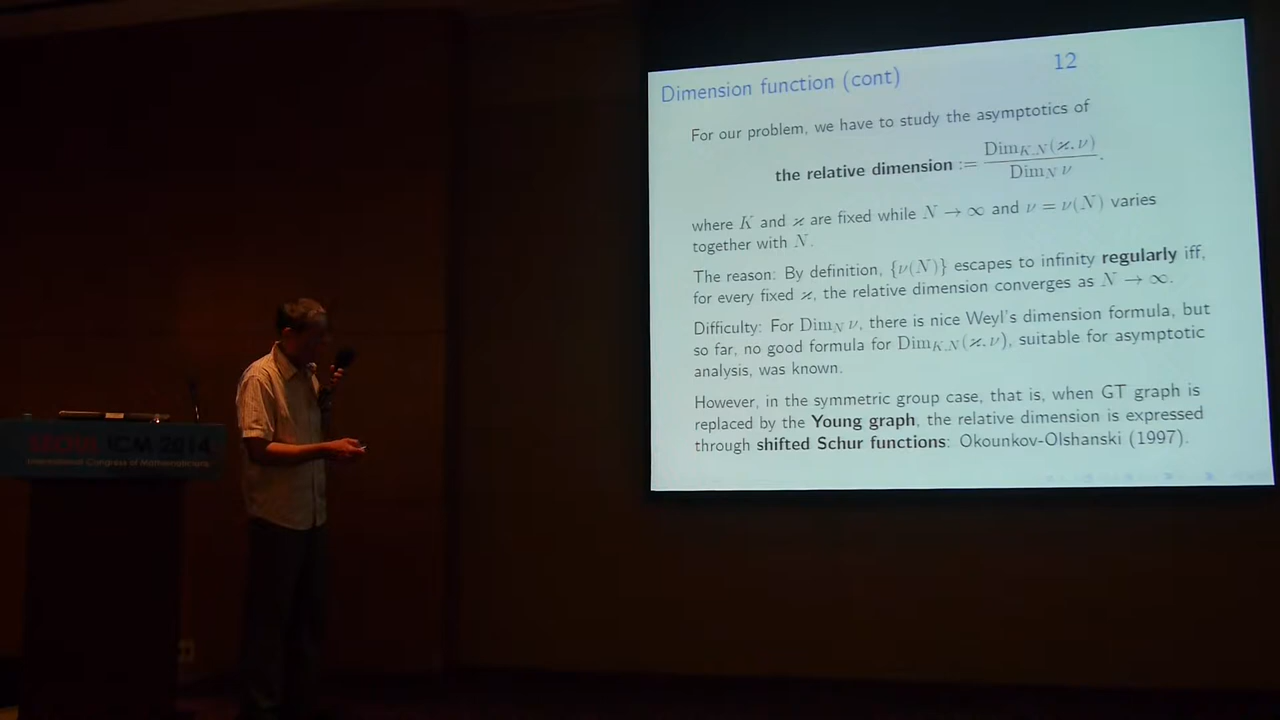 SEOUL ICM 2014
International Congress of Mathematicians
Dimension function (cont)
12
For our problem, we have to study the asymptotics of
the relative dimension := Dim_{K,N}(ϰ, ν) / Dim_N ν.
where K and ϰ are fixed while N → ∞ and ν = ν(N) varies
together with N.
The reason: By definition, {ν(N)} escapes to infinity regularly iff,
for every fixed ϰ, the relative dimension converges as N → ∞.
Difficulty: For Dim_N ν, there is nice Weyl's dimension formula, but
so far, no good formula for Dim_{K,N}(ϰ, ν), suitable for asymptotic
analysis, was known.
However, in the symmetric group case, that is, when GT graph is
replaced by the Young graph, the relative dimension is expressed
through shifted Schur functions: Okounkov-Olshanski (1997).